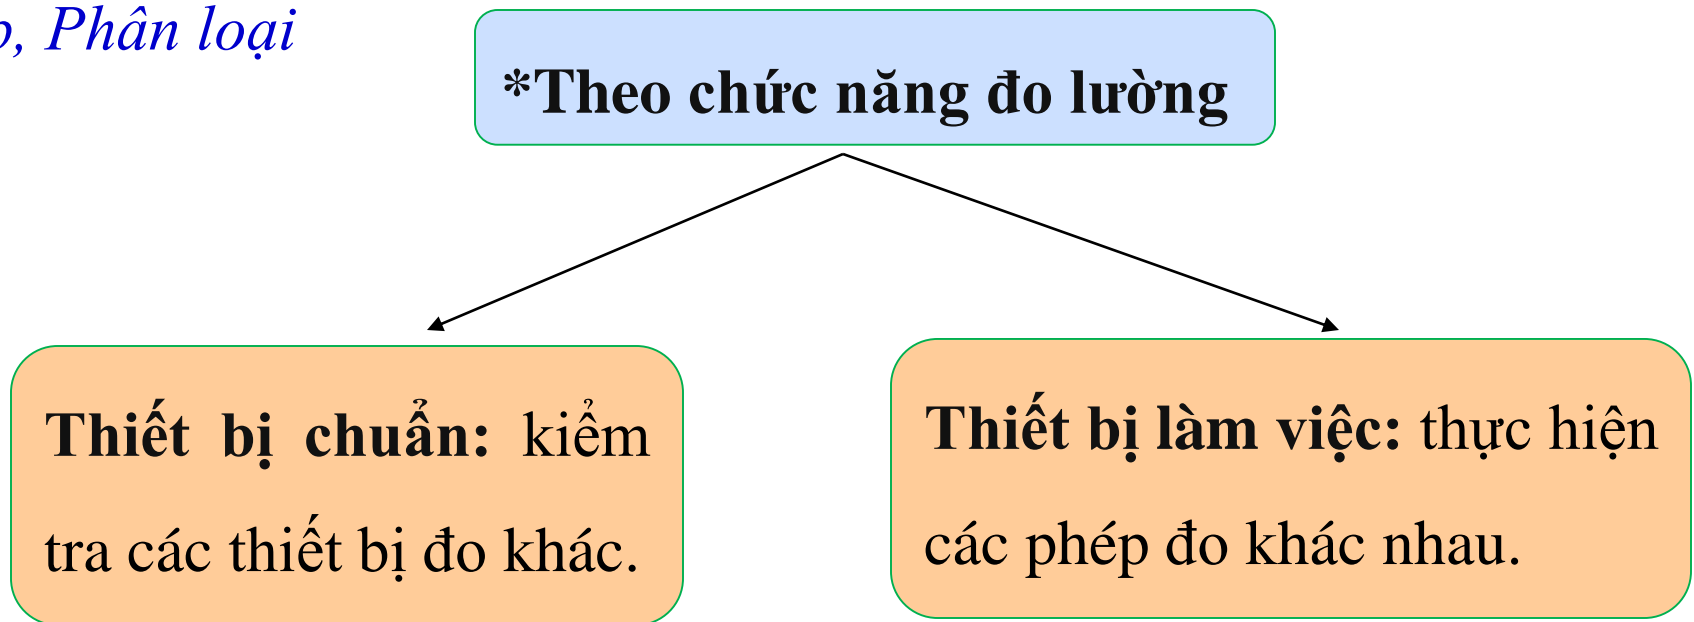 , Phân loại
*Theo chức năng đo lường
Thiết bị chuẩn: kiểm
tra các thiết bị đo khác.
Thiết bị làm việc: thực hiện
các phép đo khác nhau.